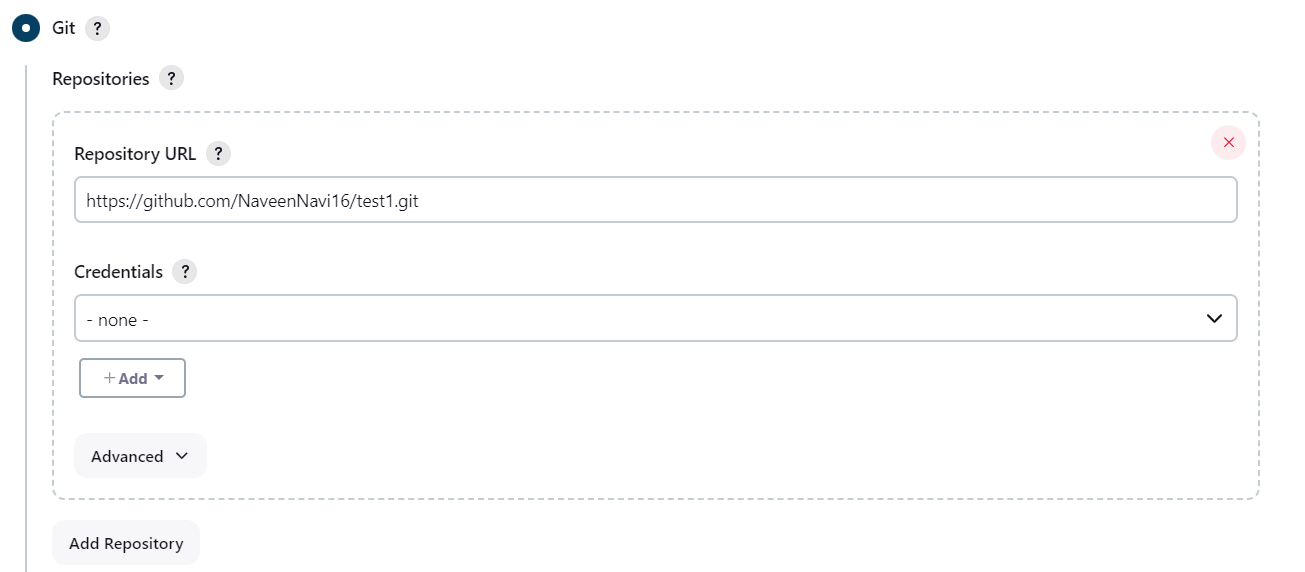 Git ?
Repositories ?
Repository URL ?
https://github.com/NaveenNavi16/test1.git
Credentials ?
- none -
+ Add
Advanced
Add Repository